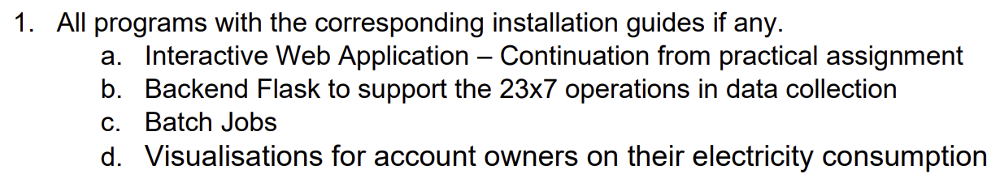 1. All programs with the corresponding installation guides if any.
a. Interactive Web Application – Continuation from practical assignment
b. Backend Flask to support the 23x7 operations in data collection
c. Batch Jobs
d. Visualisations for account owners on their electricity consumption